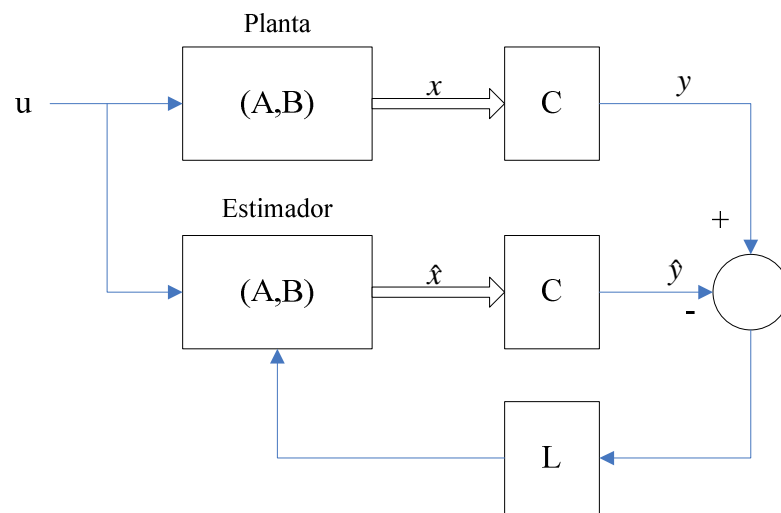 Planta
u
(A,B)
x
C
y
+
Estimador
(A,B)
x̂
C
ŷ
-
L